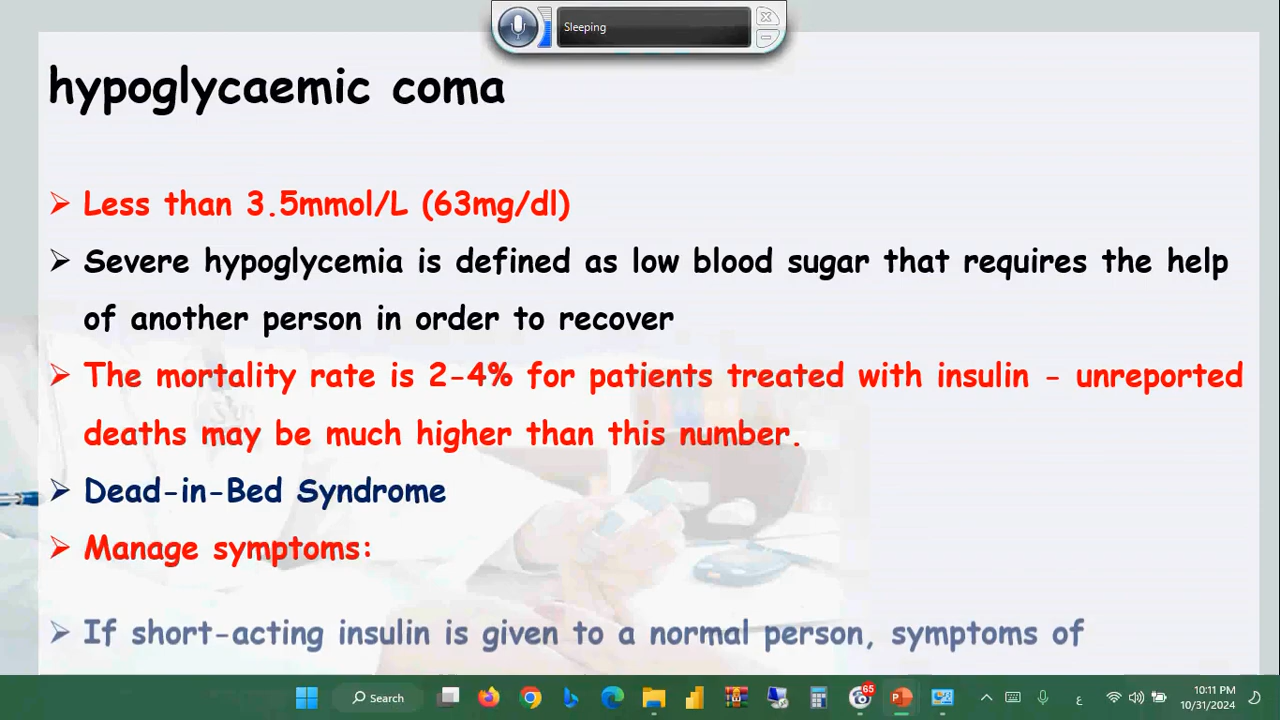 Sleeping
hypoglycaemic coma
Less than 3.5mmol/L (63mg/dl)
Severe hypoglycemia is defined as low blood sugar that requires the help
of another person in order to recover
The mortality rate is 2-4% for patients treated with insulin - unreported
deaths may be much higher than this number.
Dead-in-Bed Syndrome
Manage symptoms:
If short-acting insulin is given to a normal person, symptoms of
Search
65
ع
10:11 PM
10/31/2024